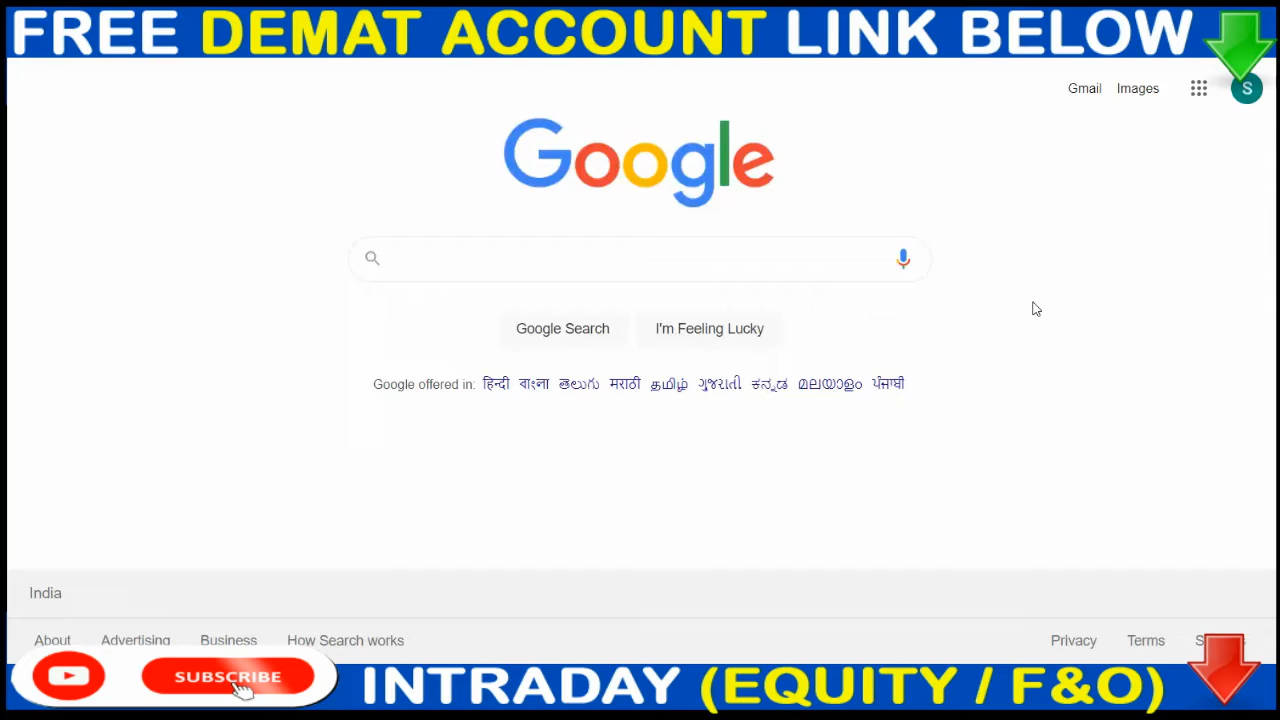 FREE DEMAT ACCOUNT LINK BELOW
Gmail Images S
Google
Google Search I'm Feeling Lucky
Google offered in: हिन्दी বাংলা తెలుగు मराठी தமிழ் ગુજરાતી ಕನ್ನಡ മലയാളം ਪੰਜਾਬੀ
India
About Advertising Business How Search works Privacy Terms
SUBSCRIBE INTRADAY (EQUITY / F&O)